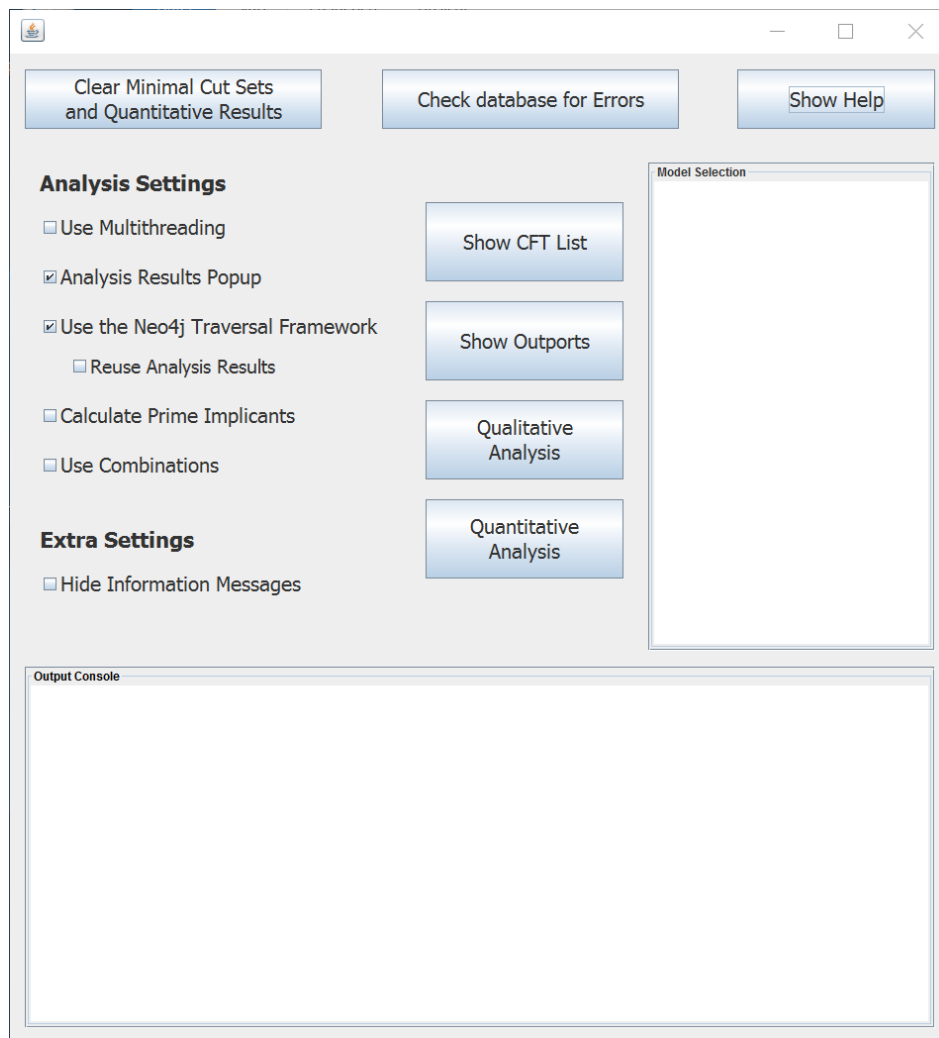 Clear Minimal Cut Sets
and Quantitative Results
Check database for Errors
Show Help
Analysis Settings
Use Multithreading
Analysis Results Popup
Use the Neo4j Traversal Framework
Reuse Analysis Results
Calculate Prime Implicants
Use Combinations
Extra Settings
Hide Information Messages
Show CFT List
Show Outports
Qualitative
Analysis
Quantitative
Analysis
Model Selection
Output Console